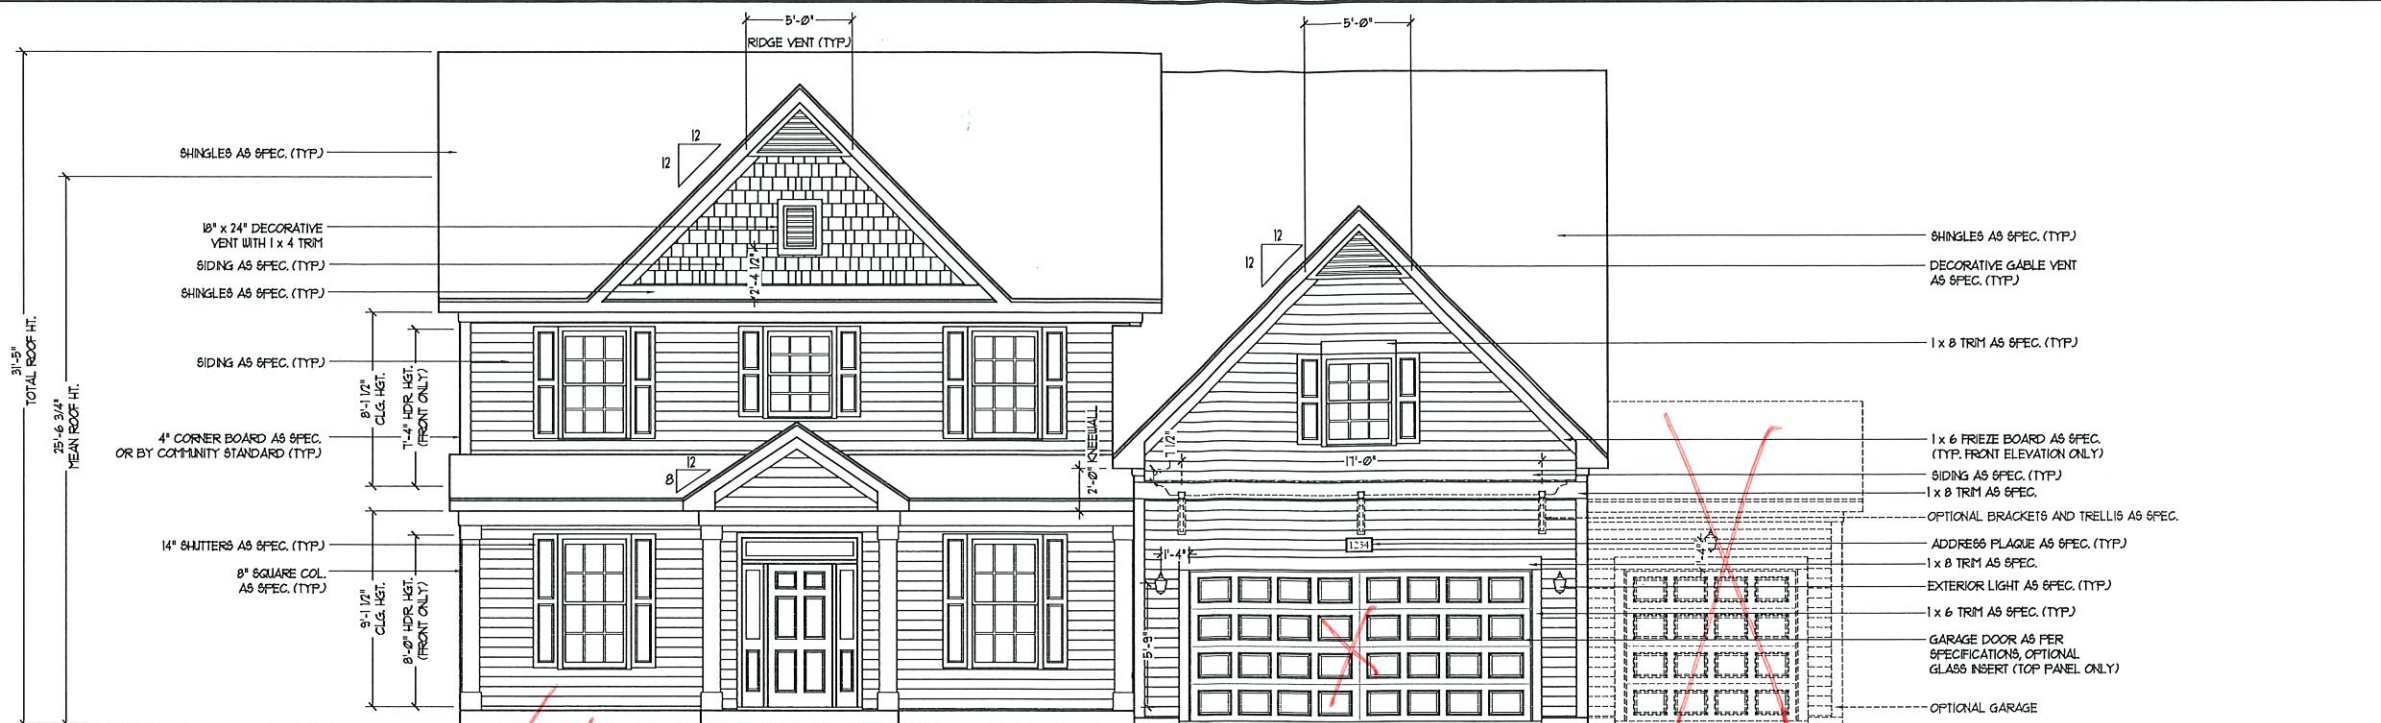 5'-0"
RIDGE VENT (TYP.)
5'-0"
12
12
SHINGLES AS SPEC. (TYP.)
18" x 24" DECORATIVE
VENT WITH 1 x 4 TRIM
SIDING AS SPEC. (TYP.)
SHINGLES AS SPEC. (TYP.)
2'-4 1/2"
31'-5"
TOTAL ROOF HT.
25'-6 3/4"
MEAN ROOF HT.
SIDING AS SPEC. (TYP.)
8'-1 1/2"
CLG. HGT.
7'-4" HDR. HGT.
(FRONT ONLY)
4" CORNER BOARD AS SPEC.
OR BY COMMUNITY STANDARD (TYP.)
12
8
2'-0" KNEEWALL
14" SHUTTERS AS SPEC. (TYP.)
8" SQUARE COL.
AS SPEC. (TYP.)
9'-1 1/2"
CLG. HGT.
8'-0" HDR. HGT.
(FRONT ONLY)
12
12
7 1/2"
17'-0"
1234
1'-4"
5'-9"
SHINGLES AS SPEC. (TYP.)
DECORATIVE GABLE VENT
AS SPEC. (TYP.)
1 x 8 TRIM AS SPEC. (TYP.)
1 x 6 FRIEZE BOARD AS SPEC.
(TYP. FRONT ELEVATION ONLY)
SIDING AS SPEC. (TYP.)
1 x 8 TRIM AS SPEC.
OPTIONAL BRACKETS AND TRELLIS AS SPEC.
ADDRESS PLAQUE AS SPEC. (TYP.)
1 x 8 TRIM AS SPEC.
EXTERIOR LIGHT AS SPEC. (TYP.)
1 x 6 TRIM AS SPEC. (TYP.)
GARAGE DOOR AS PER
SPECIFICATIONS, OPTIONAL
GLASS INSERT (TOP PANEL ONLY)
OPTIONAL GARAGE